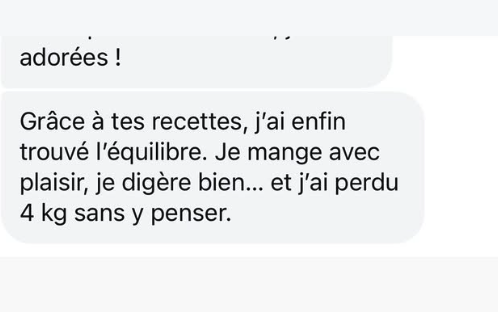 adorées !
Grâce à tes recettes, j’ai enfin
trouvé l’équilibre. Je mange avec
plaisir, je digère bien... et j’ai perdu
4 kg sans y penser.